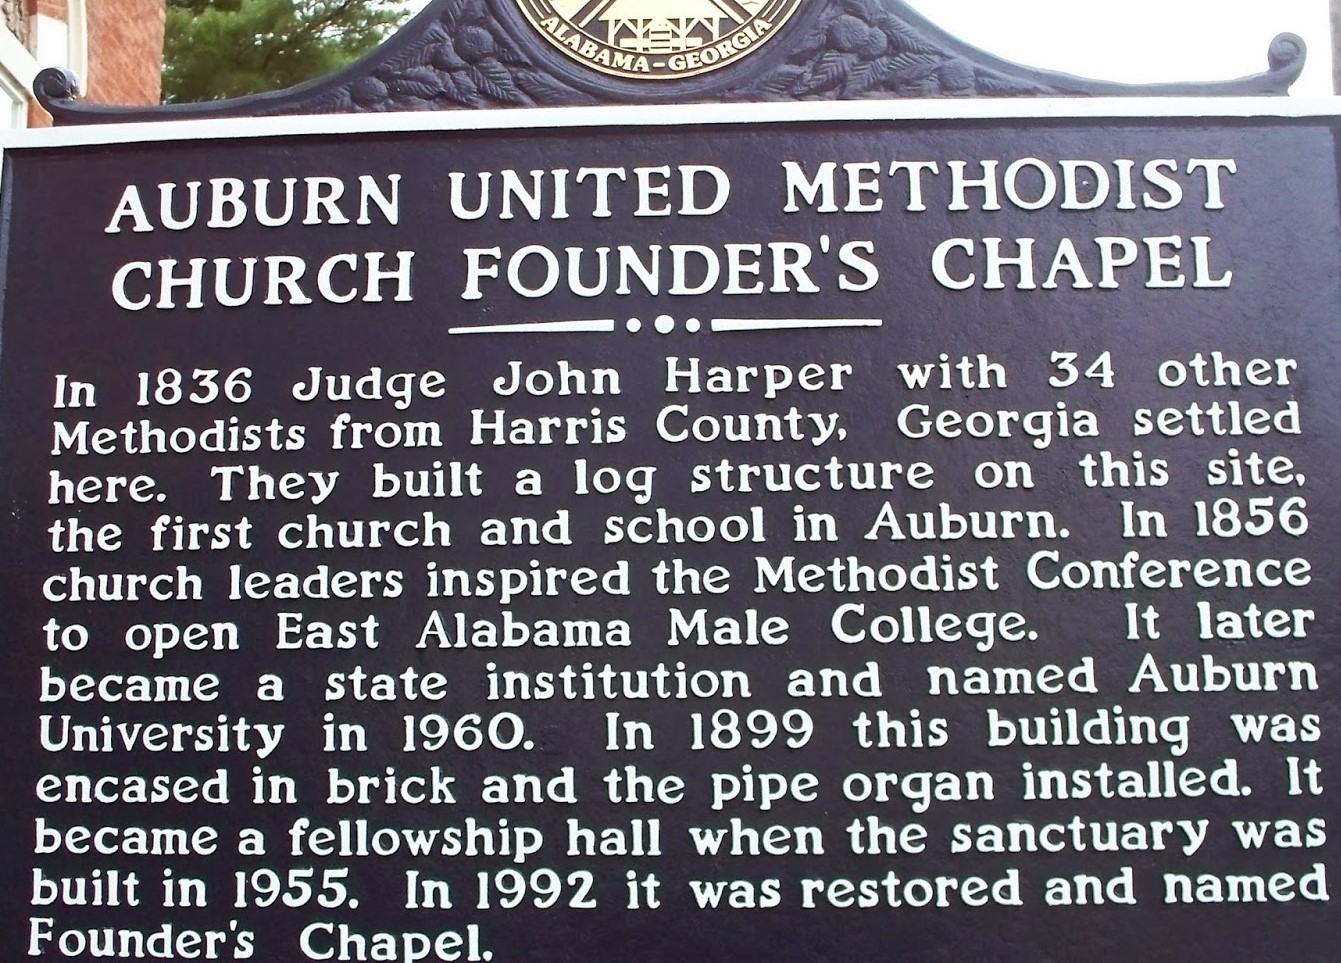 ALABAMA-GEORGIA
AUBURN UNITED METHODIST
CHURCH FOUNDER'S CHAPEL
In 1836 Judge John Harper with 34 other
Methodists from Harris County, Georgia settled
here. They built a log structure on this site,
the first church and school in Auburn. In 1856
church leaders inspired the Methodist Conference
to open East Alabama Male College. It later
became a state institution and named Auburn
University in 1960. In 1899 this building was
encased in brick and the pipe organ installed. It
became a fellowship hall when the sanctuary was
built in 1955. In 1992 it was restored and named
Founder's Chapel.